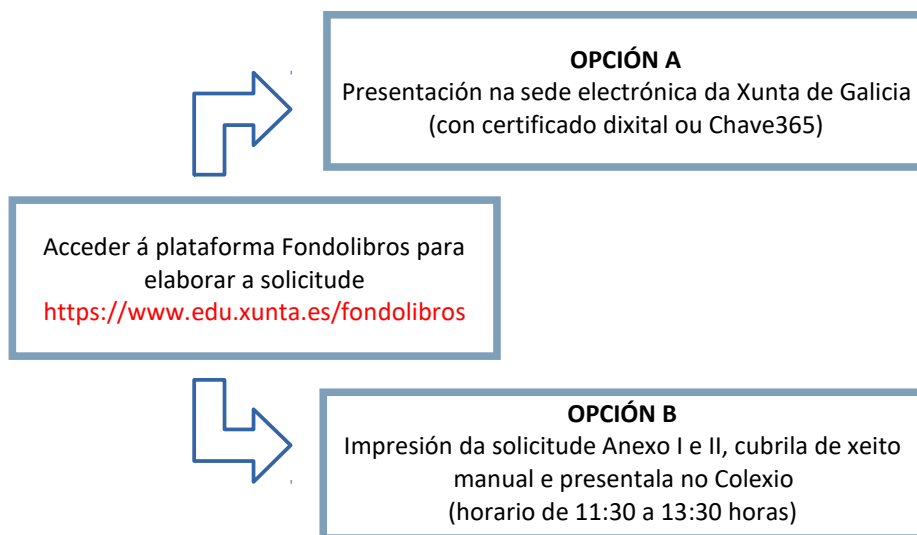 OPCIÓN A
Presentación na sede electrónica da Xunta de Galicia
(con certificado dixital ou Chave365)
Acceder á plataforma Fondolibros para
elaborar a solicitude
https://www.edu.xunta.es/fondolibros
OPCIÓN B
Impresión da solicitude Anexo I e II, cubrila de xeito
manual e presentala no Colexio
(horario de 11:30 a 13:30 horas)